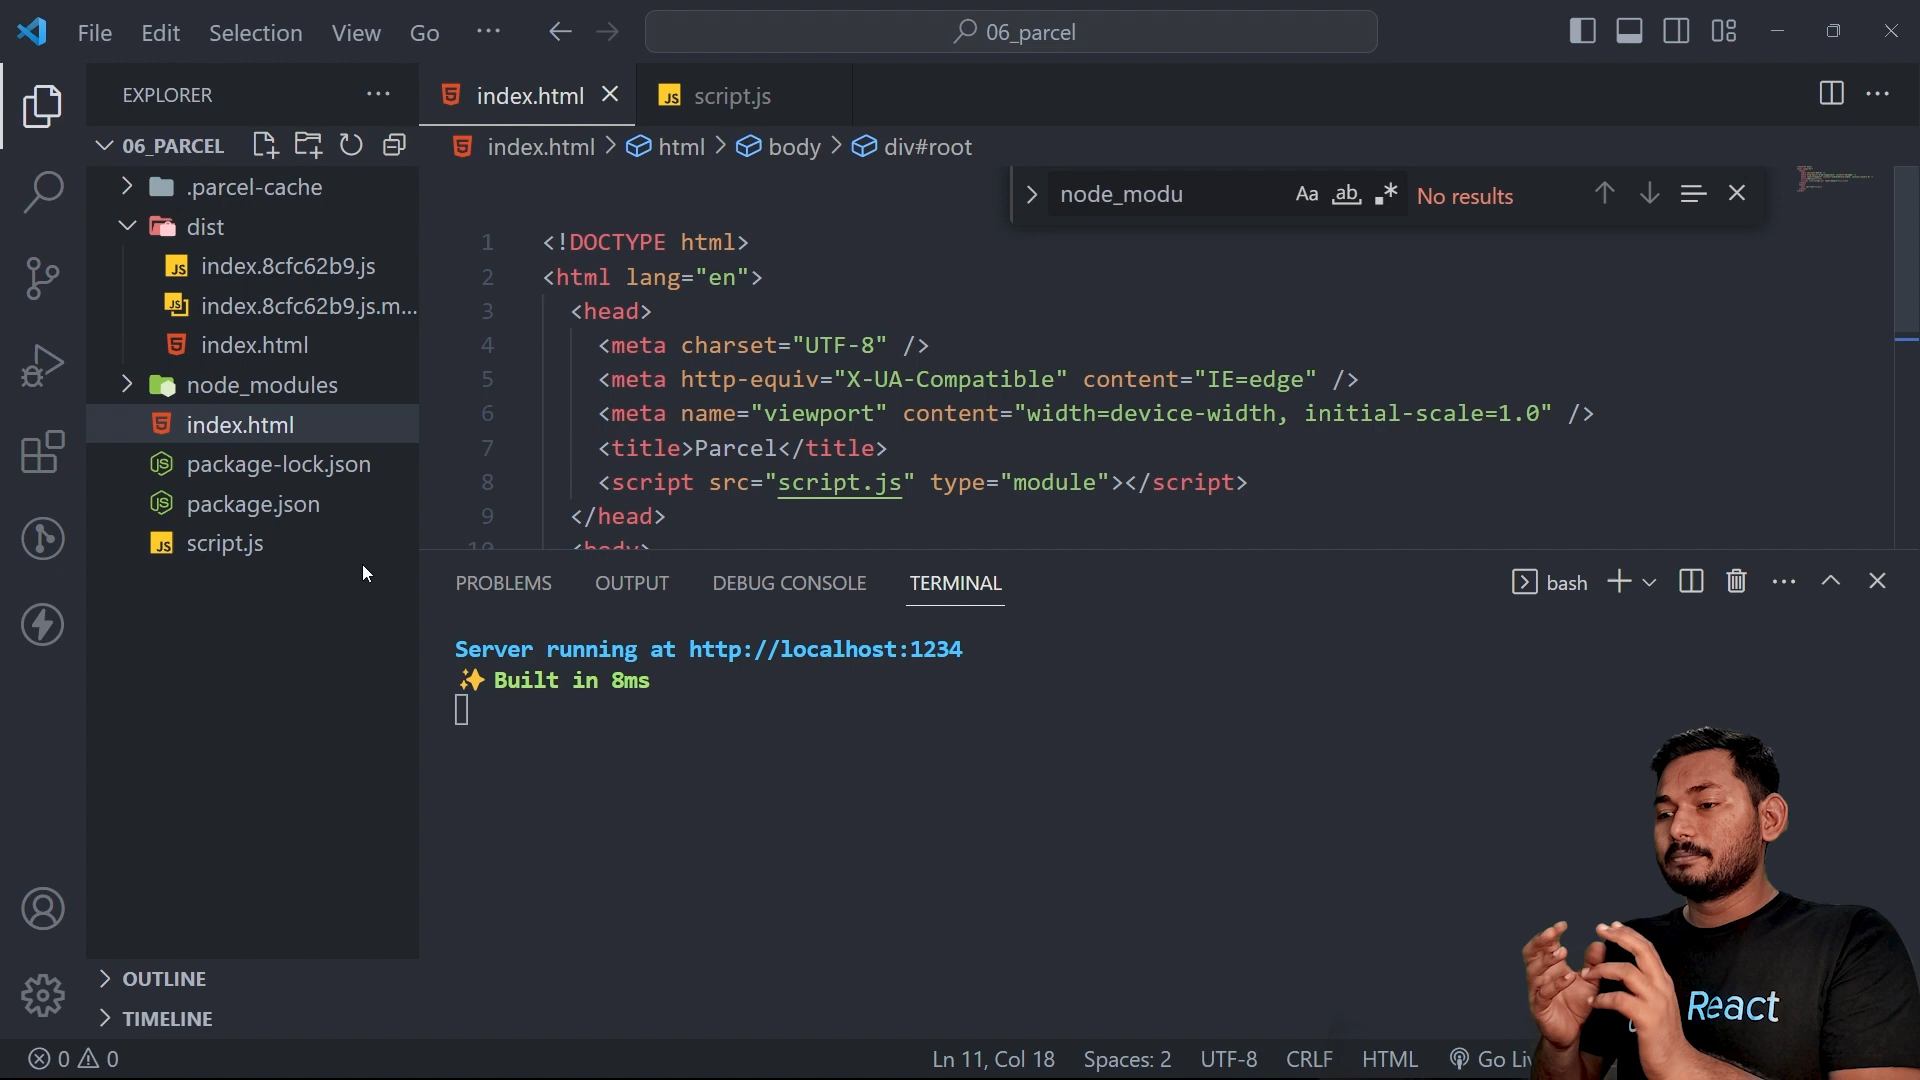 File Edit Selection View Go ···
06_parcel
EXPLORER ···
index.html
script.js
06_PARCEL
index.html > html > body > div#root
.parcel-cache
dist
index.8cfc62b9.js
index.8cfc62b9.js.m...
index.html
node_modules
index.html
package-lock.json
package.json
script.js
OUTLINE
TIMELINE
node_modu Aa ab No results
1 <!DOCTYPE html>
2 <html lang="en">
3 <head>
4 <meta charset="UTF-8" />
5 <meta http-equiv="X-UA-Compatible" content="IE=edge" />
6 <meta name="viewport" content="width=device-width, initial-scale=1.0" />
7 <title>Parcel</title>
8 <script src="script.js" type="module"></script>
9 </head>
10 <body>
PROBLEMS OUTPUT DEBUG CONSOLE TERMINAL
bash
Server running at http://localhost:1234
✨ Built in 8ms
React
0 0
Ln 11, Col 18 Spaces: 2 UTF-8 CRLF HTML Go Liv